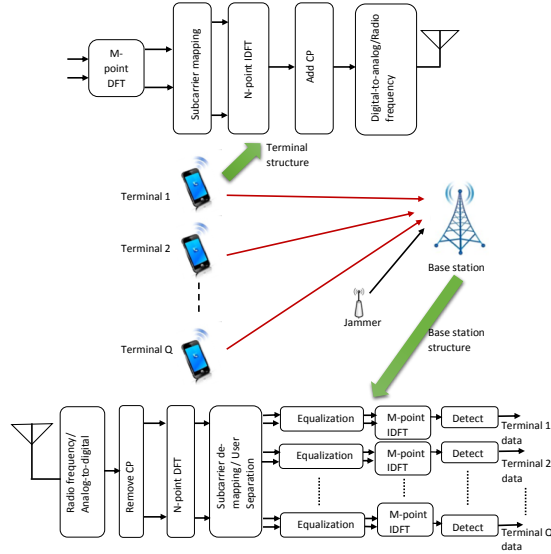 M-
point
DFT
Subcarrier mapping
N-point IDFT
Add CP
Digital-to-analog/Radio
frequency
Terminal
structure
Terminal 1
Terminal 2
Base station
Jammer
Base station
structure
Terminal Q
Radio frequency/
Analog-to-digital
Remove CP
N-point DFT
Subcarrier de-
mapping/ User
Separation
Equalization
M-point
IDFT
Detect
Terminal 1
data
Equalization
M-point
IDFT
Detect
Terminal 2
data
Equalization
M-point
IDFT
Detect
Terminal Q
data